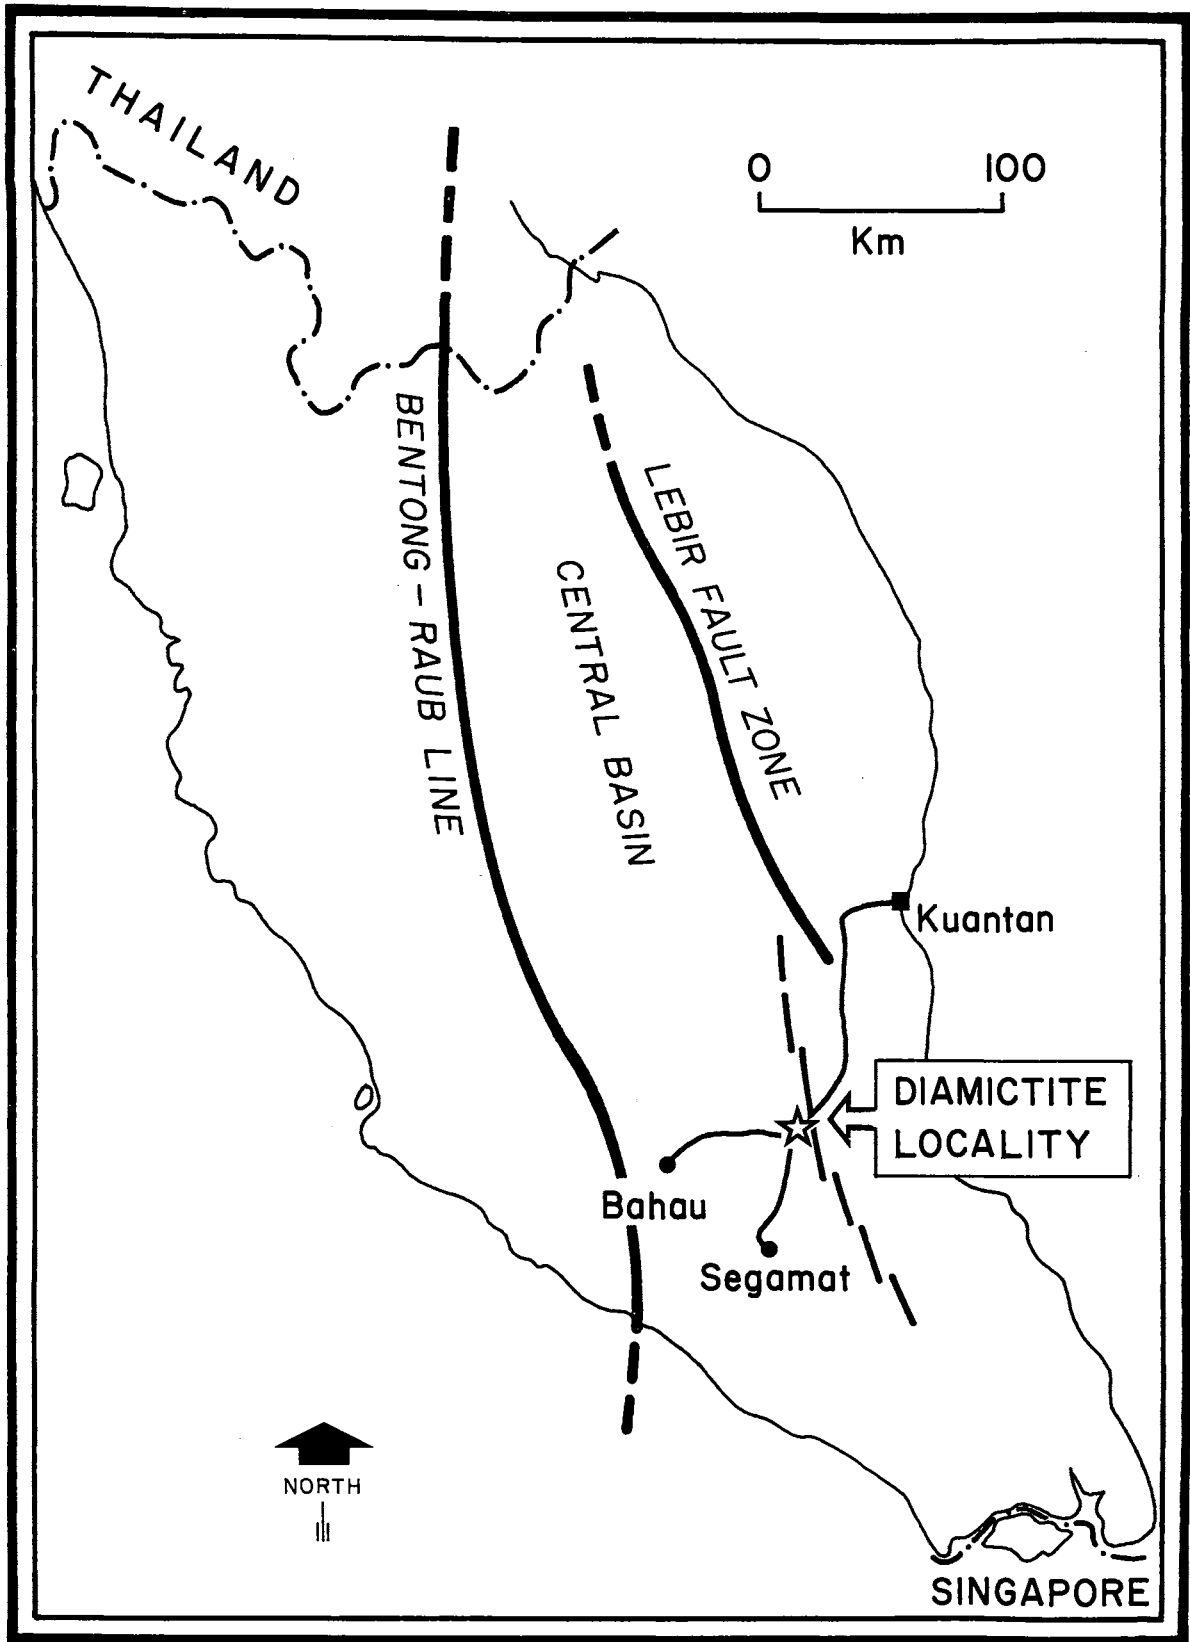 THAILAND
0 100
Km
BENTONG – RAUB LINE
LEBIR FAULT ZONE
CENTRAL BASIN
Kuantan
DIAMICTITE
LOCALITY
Bahau
Segamat
NORTH
SINGAPORE